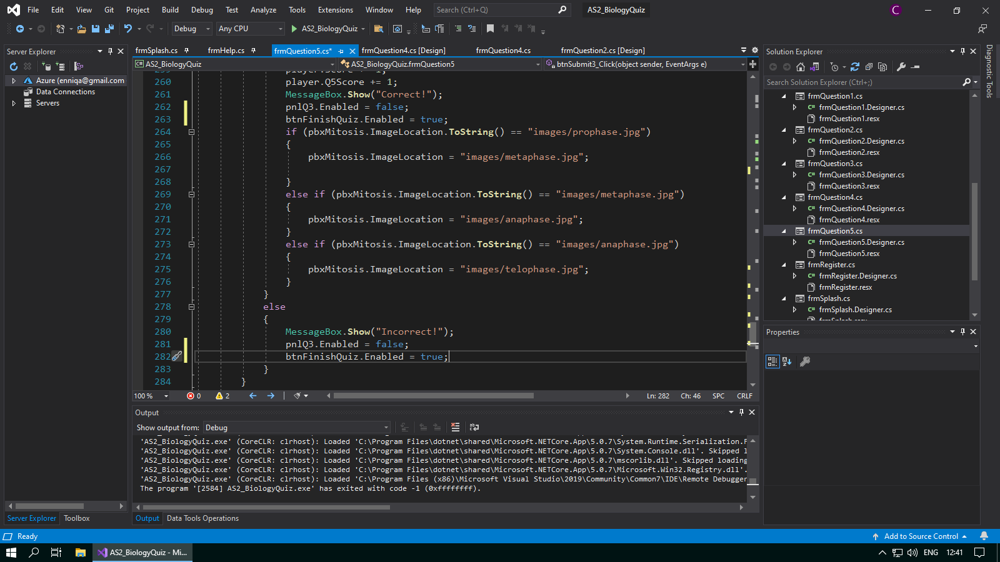 File Edit View Git Project Build Debug Test Analyze Tools Extensions Window Help Search (Ctrl+Q) AS2_BiologyQuiz C
Debug Any CPU AS2_BiologyQuiz
Server Explorer
Azure (enniqa@gmail.com
Data Connections
Servers
Server Explorer Toolbox
frmSplash.cs frmHelp.cs frmQuestion5.cs* frmQuestion4.cs [Design] frmQuestion4.cs frmQuestion2.cs [Design]
AS2_BiologyQuiz AS2_BiologyQuiz.frmQuestion5 btnSubmit3_Click(object sender, EventArgs e)
260 player.Q5Score += 1;
261 MessageBox.Show("Correct!");
262 pnlQ3.Enabled = false;
263 btnFinishQuiz.Enabled = true;
264 if (pbxMitosis.ImageLocation.ToString() == "images/prophase.jpg")
265 {
266 pbxMitosis.ImageLocation = "images/metaphase.jpg";
267
268 }
269 else if (pbxMitosis.ImageLocation.ToString() == "images/metaphase.jpg")
270 {
271 pbxMitosis.ImageLocation = "images/anaphase.jpg";
272 }
273 else if (pbxMitosis.ImageLocation.ToString() == "images/anaphase.jpg")
274 {
275 pbxMitosis.ImageLocation = "images/telophase.jpg";
276 }
277 }
278 else
279 {
280 MessageBox.Show("Incorrect!");
281 pnlQ3.Enabled = false;
282 btnFinishQuiz.Enabled = true;
283 }
284 }
100 % 0 2 Ln: 282 Ch: 46 SPC CRLF
Output
Show output from: Debug
'AS2_BiologyQuiz.exe' (CoreCLR: clrhost): Loaded 'C:\Program Files\dotnet\shared\Microsoft.NETCore.App\5.0.7\System.Runtime.Serialization.F
'AS2_BiologyQuiz.exe' (CoreCLR: clrhost): Loaded 'C:\Program Files\dotnet\shared\Microsoft.NETCore.App\5.0.7\System.Console.dll'. Skipped l
'AS2_BiologyQuiz.exe' (CoreCLR: clrhost): Loaded 'C:\Program Files\dotnet\shared\Microsoft.NETCore.App\5.0.7\mscorlib.dll'. Skipped loading
'AS2_BiologyQuiz.exe' (CoreCLR: clrhost): Loaded 'C:\Program Files\dotnet\shared\Microsoft.NETCore.App\5.0.7\Microsoft.Win32.Registry.dll'.
'AS2_BiologyQuiz.exe' (CoreCLR: clrhost): Loaded 'C:\Program Files (x86)\Microsoft Visual Studio\2019\Community\Common7\IDE\Remote Debugger
The program '[2584] AS2_BiologyQuiz.exe' has exited with code -1 (0xffffffff).
Output Data Tools Operations
Solution Explorer
Search Solution Explorer (Ctrl+;)
frmQuestion1.cs
C# frmQuestion1.Designer.cs
frmQuestion1.resx
frmQuestion2.cs
C# frmQuestion2.Designer.cs
frmQuestion2.resx
frmQuestion3.cs
C# frmQuestion3.Designer.cs
frmQuestion3.resx
frmQuestion4.cs
C# frmQuestion4.Designer.cs
frmQuestion4.resx
frmQuestion5.cs
C# frmQuestion5.Designer.cs
frmQuestion5.resx
frmRegister.cs
C# frmRegister.Designer.cs
frmRegister.resx
frmSplash.cs
C# frmSplash.Designer.cs
Properties
Diagnostic Tools
Ready Add to Source Control
AS2_BiologyQuiz - Mi... ENG 12:41